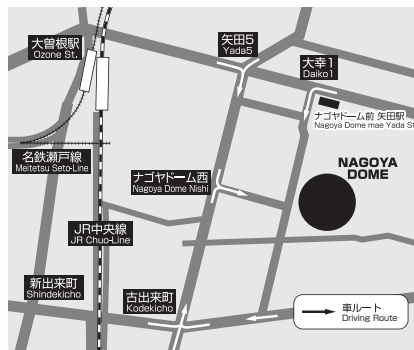 大曽根駅
Ozone St.
矢田5
Yada5
大幸1
Daiko1
ナゴヤドーム前 矢田駅
Nagoya Dome mae Yada S
名鉄瀬戸線
Meitetsu Seto-Line
ナゴヤドーム西
Nagoya Dome Nishi
NAGOYA
DOME
JR中央線
JR Chuo-Line
新出来町
Shindekicho
古出来町
Kodekicho
車ルート
Driving Route